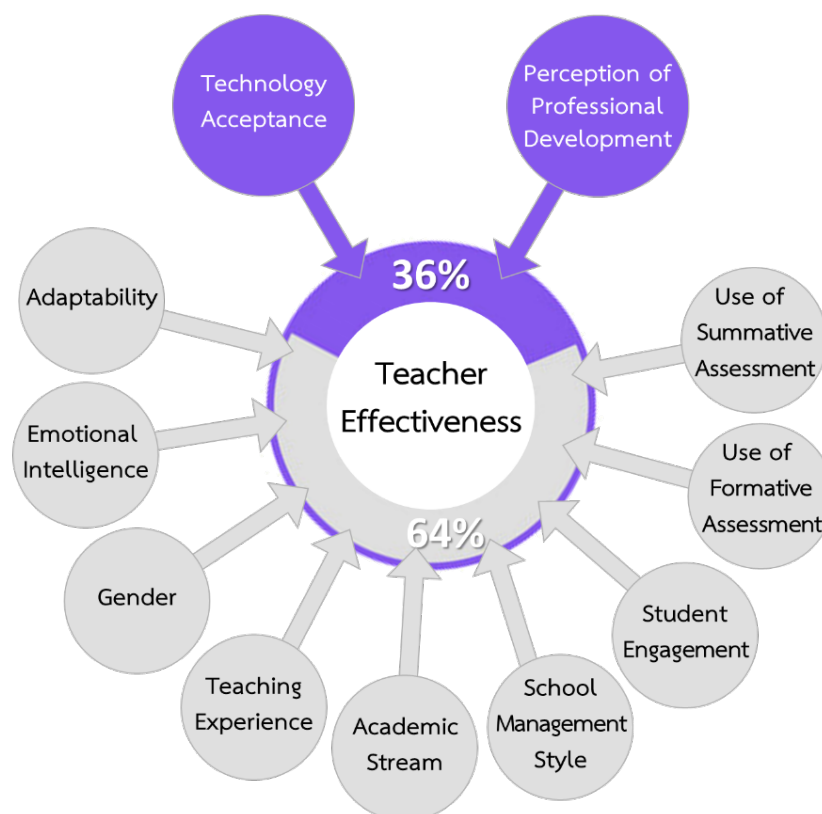 Technology
Acceptance
Perception of
Professional
Development
36%
Adaptability
Use of
Summative
Assessment
Teacher
Effectiveness
Emotional
Intelligence
Use of
Formative
Assessment
64%
Gender
Student
Engagement
Teaching
Experience
Academic
Stream
School
Management
Style